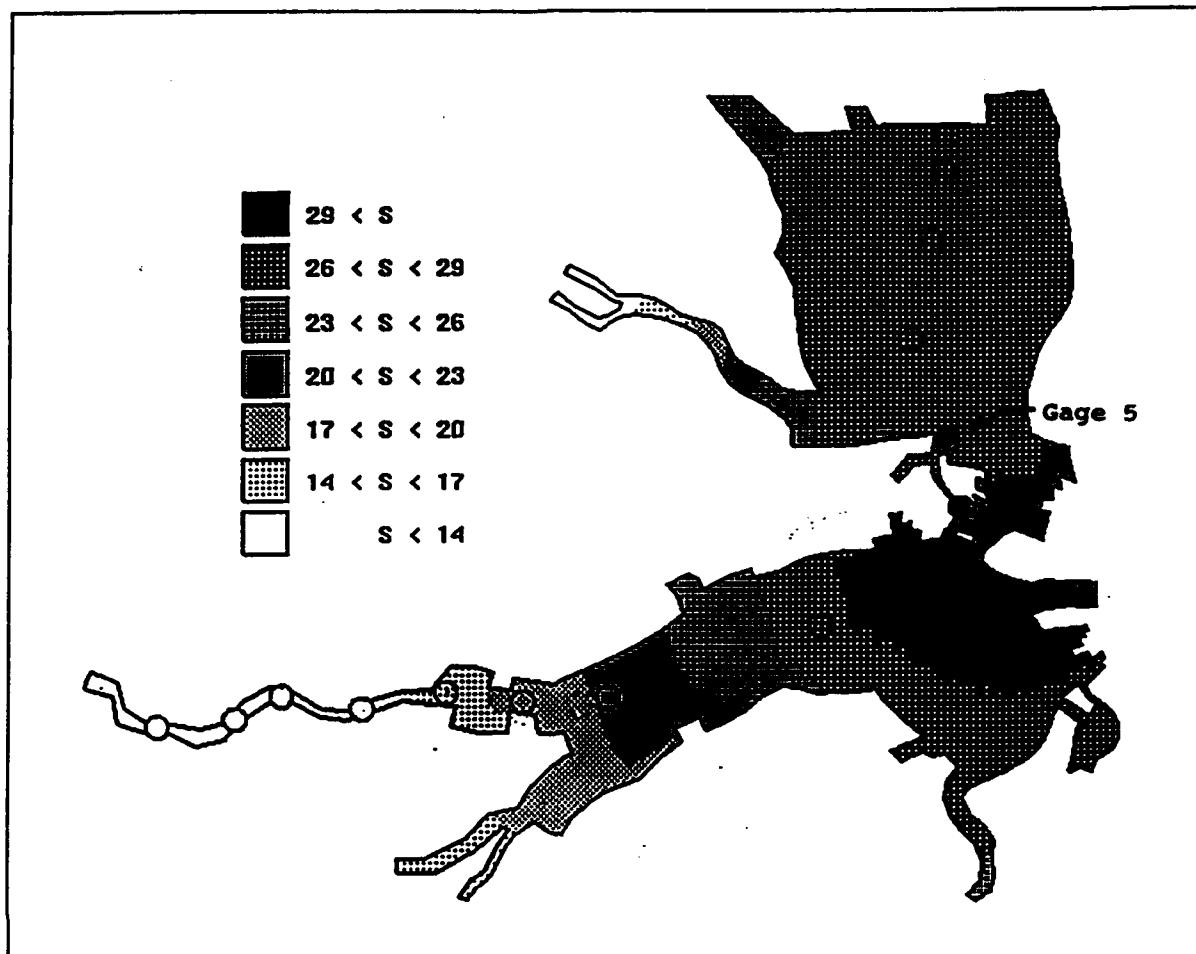 29 < S
26 < S < 29
23 < S < 26
20 < S < 23
17 < S < 20
14 < S < 17
S < 14
Gage 5